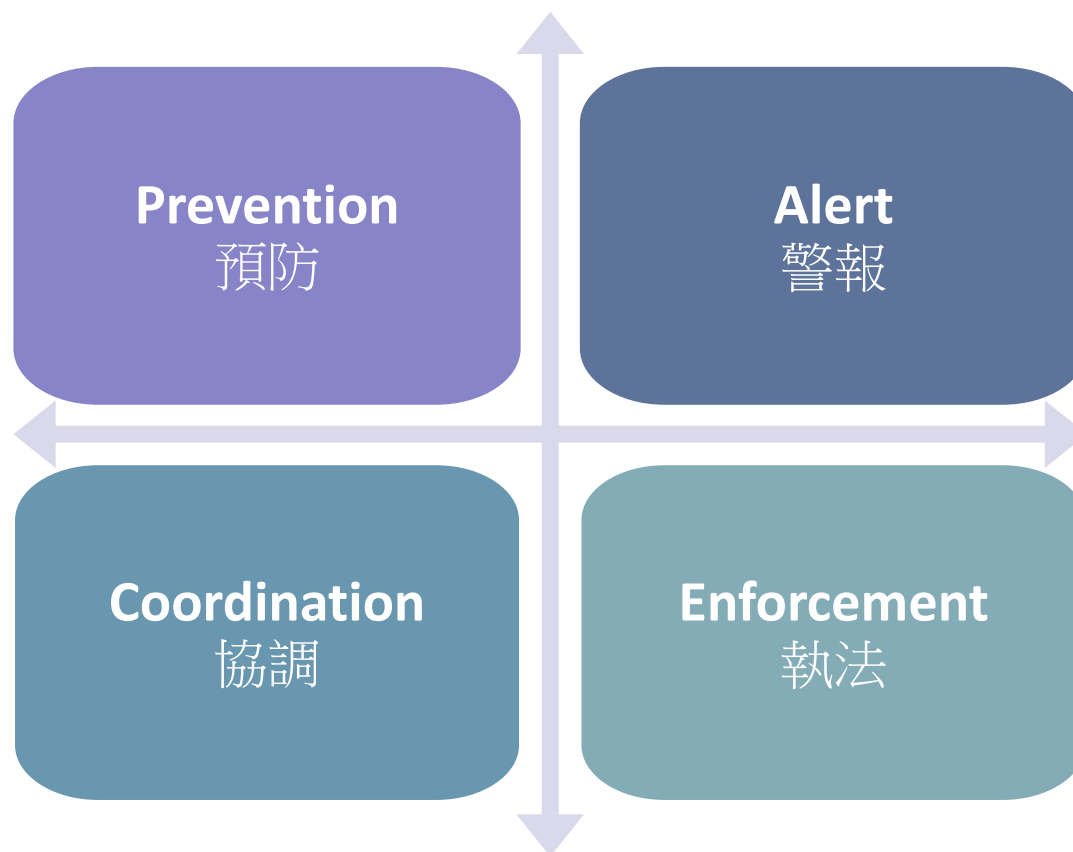 Prevention
預防
Alert
警報
Coordination
協調
Enforcement
執法